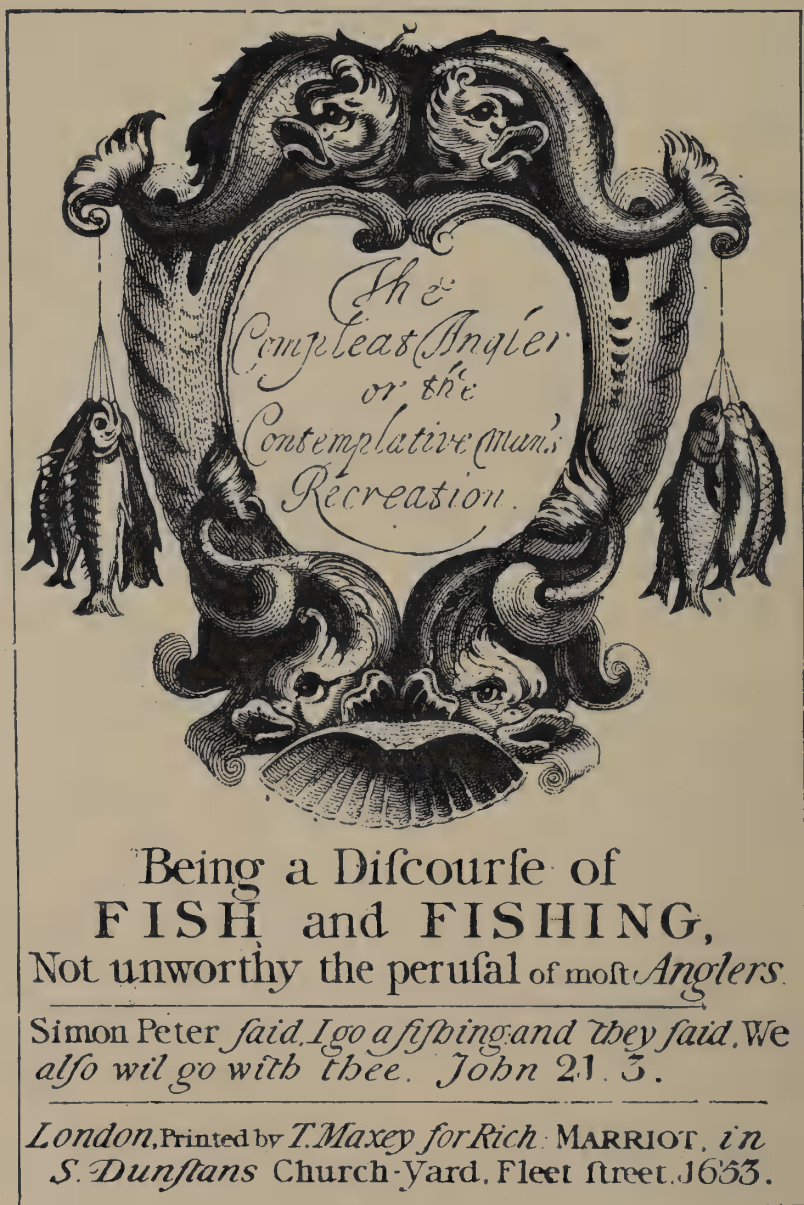 The
Compleat Angler
or the
Contemplative man's
Recreation.
Being a Diſcourſe of
FISH and FISHING,
Not unworthy the peruſal of moſt Anglers.
Simon Peter ſaid, I go a fiſhing: and they ſaid, We
alſo wil go with thee. John 21. 3.
London, Printed by T. Maxey for Rich: MARRIOT, in
S. Dunſtans Church-yard, Fleet ſtreet, 1653.